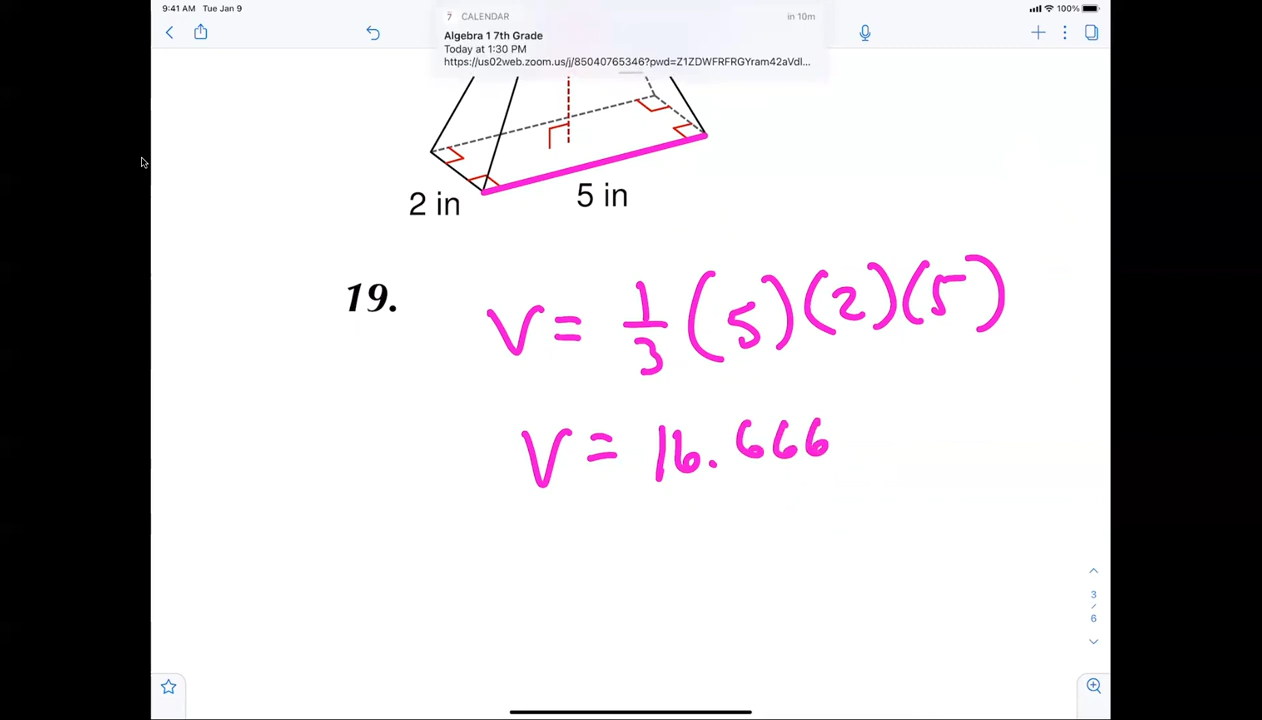 9:41 AM Tue Jan 9
100%
7 CALENDAR
in 10m
Algebra 1 7th Grade
Today at 1:30 PM
https://us02web.zoom.us/j/85040765346?pwd=Z1ZDWFRFRGYram42aVdI...
2 in
5 in
19.
V = 1/3 (5)(2)(5)
V = 16.666
3
/
6